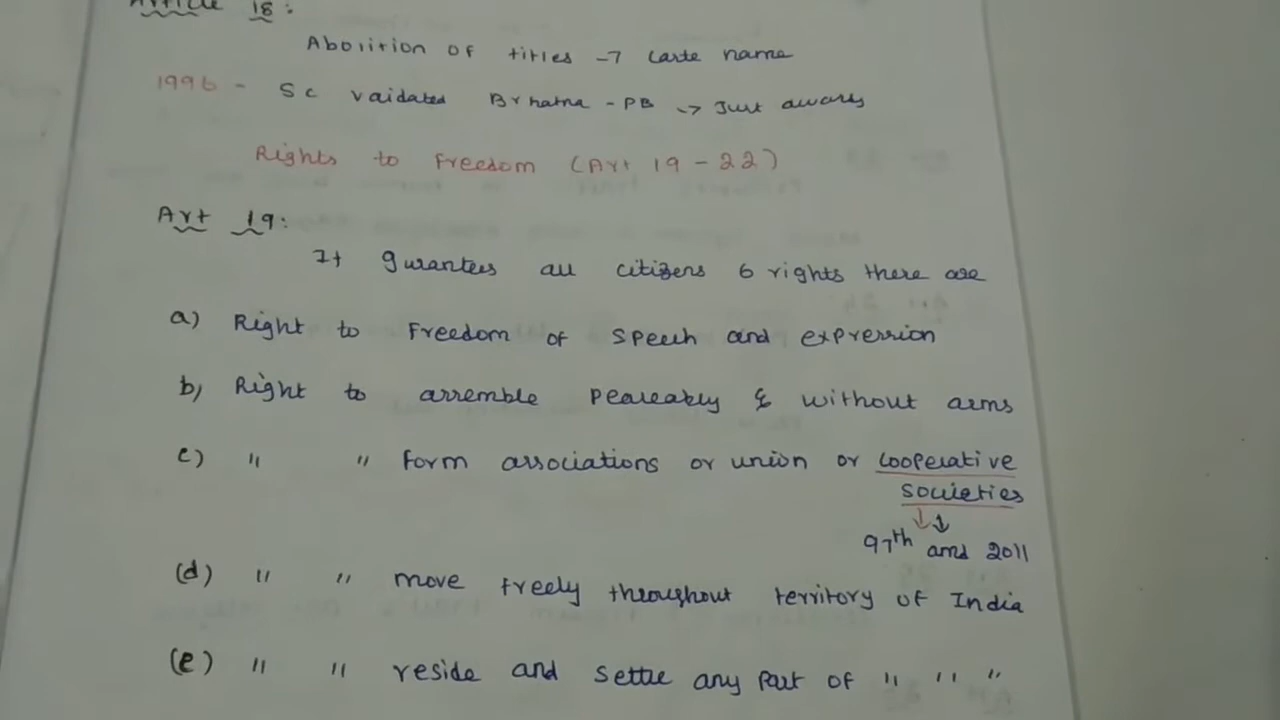 Article 18:
Abolition of titles -7 caste name
1996 - SC vaidated Brhatna - PB -> Just awards
Rights to Freedom (Art 19-22)
Art 19:
It gurantees all citizens 6 rights there are
a) Right to Freedom of speech and expression
b) Right to assemble peaceably & without arms
c) " " form associations or union or cooperative
societies
97th amd 2011
(d) " " move freely throughout territory of India
(e) " " reside and settle any part of " " "